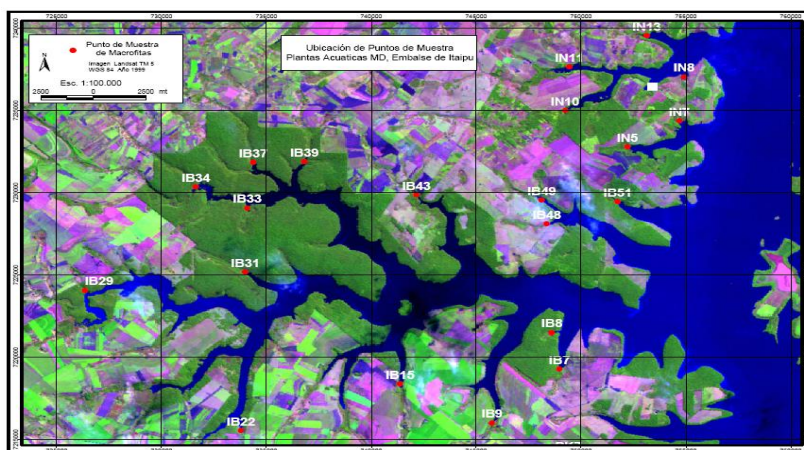 725000 730000 735000 740000 745000 750000 755000 760000
Punto de Muestra
de Macrofitas
Imagen Landsat TM 5
WGS 84 Año 1999
N
Esc. 1:100.000
2500 0 2500 mt
Ubicación de Puntos de Muestra
Plantas Acuaticas MD, Embalse de Itaipu
IN13
IN11
IN8
IN10
IN7
IN5
IB37
IB39
IB34
IB33
IB43
IB49
IB51
IB48
IB31
IB29
IB8
IB7
IB15
IB9
IB22